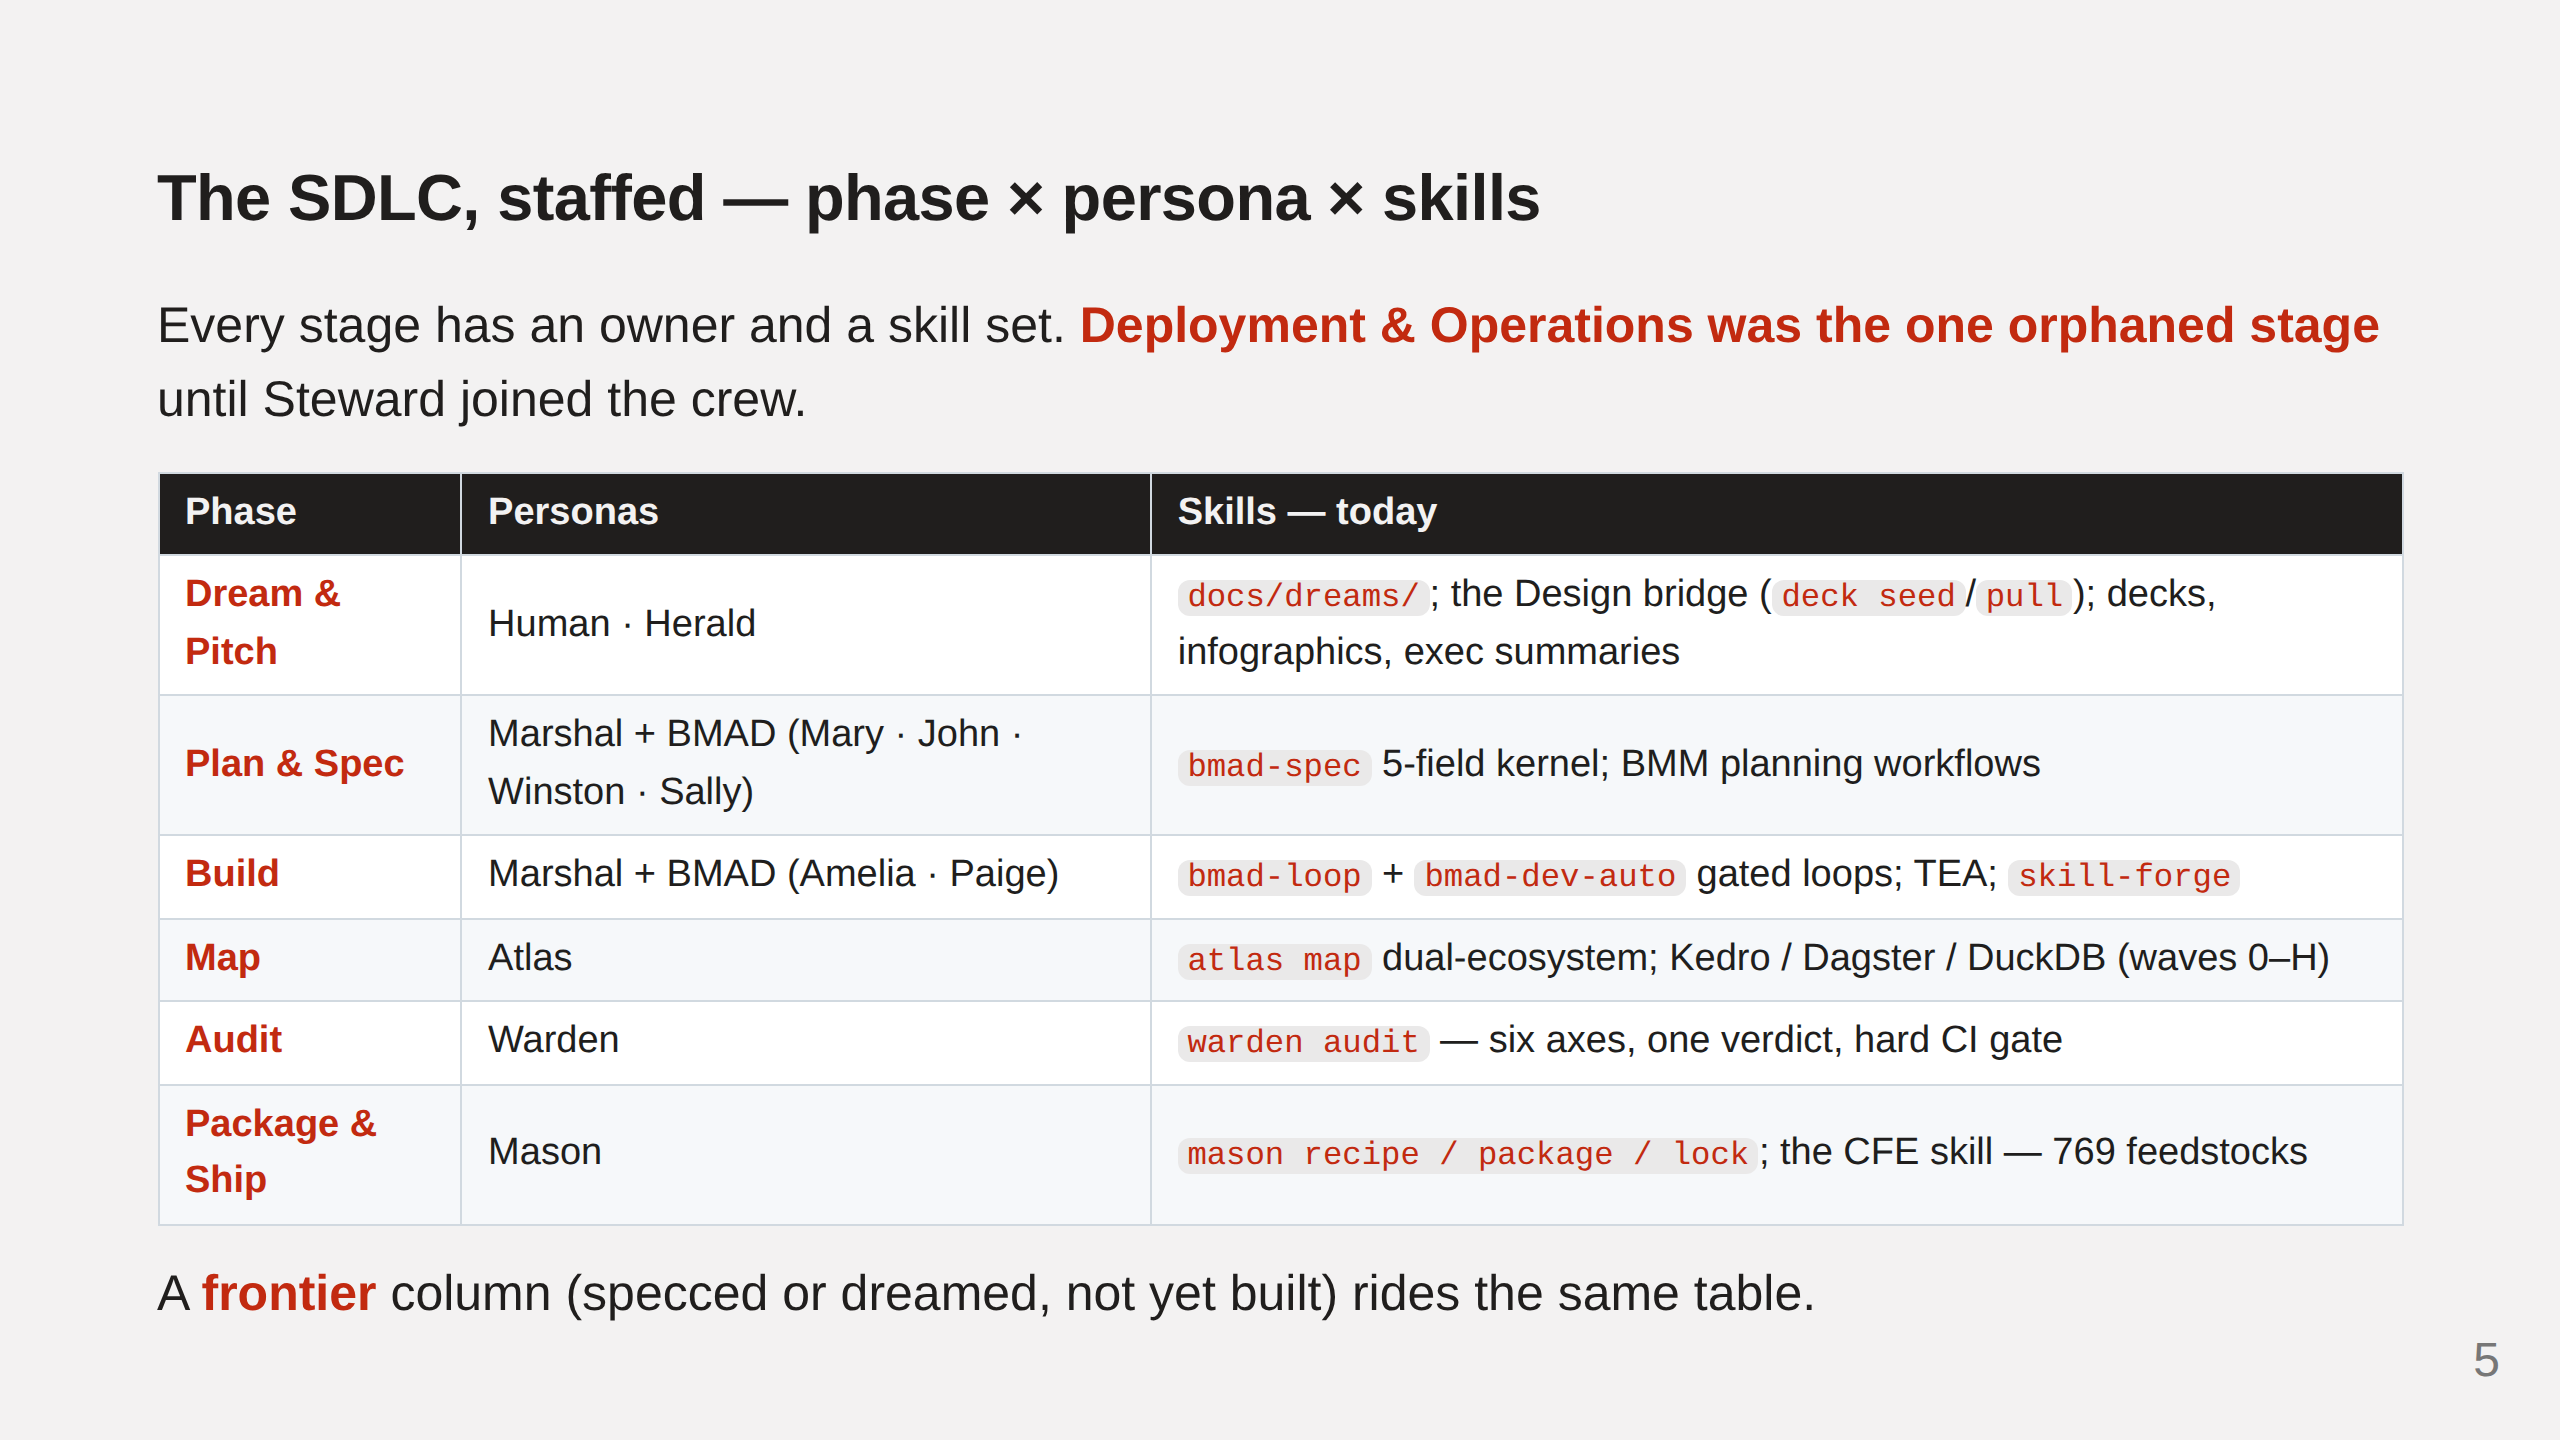 The SDLC, staffed — phase × persona × skills
Every stage has an owner and a skill set. Deployment & Operations was the one orphaned stage
until Steward joined the crew.
Phase Personas Skills — today
Dream &
Pitch
Human · Herald
docs/dreams/; the Design bridge (deck seed/pull); decks,
infographics, exec summaries
Plan & Spec
Marshal + BMAD (Mary · John ·
Winston · Sally)
bmad-spec 5-field kernel; BMM planning workflows
Build
Marshal + BMAD (Amelia · Paige)
bmad-loop + bmad-dev-auto gated loops; TEA; skill-forge
Map
Atlas
atlas map dual-ecosystem; Kedro / Dagster / DuckDB (waves 0–H)
Audit
Warden
warden audit — six axes, one verdict, hard CI gate
Package &
Ship
Mason
mason recipe / package / lock; the CFE skill — 769 feedstocks
A frontier column (specced or dreamed, not yet built) rides the same table.
5